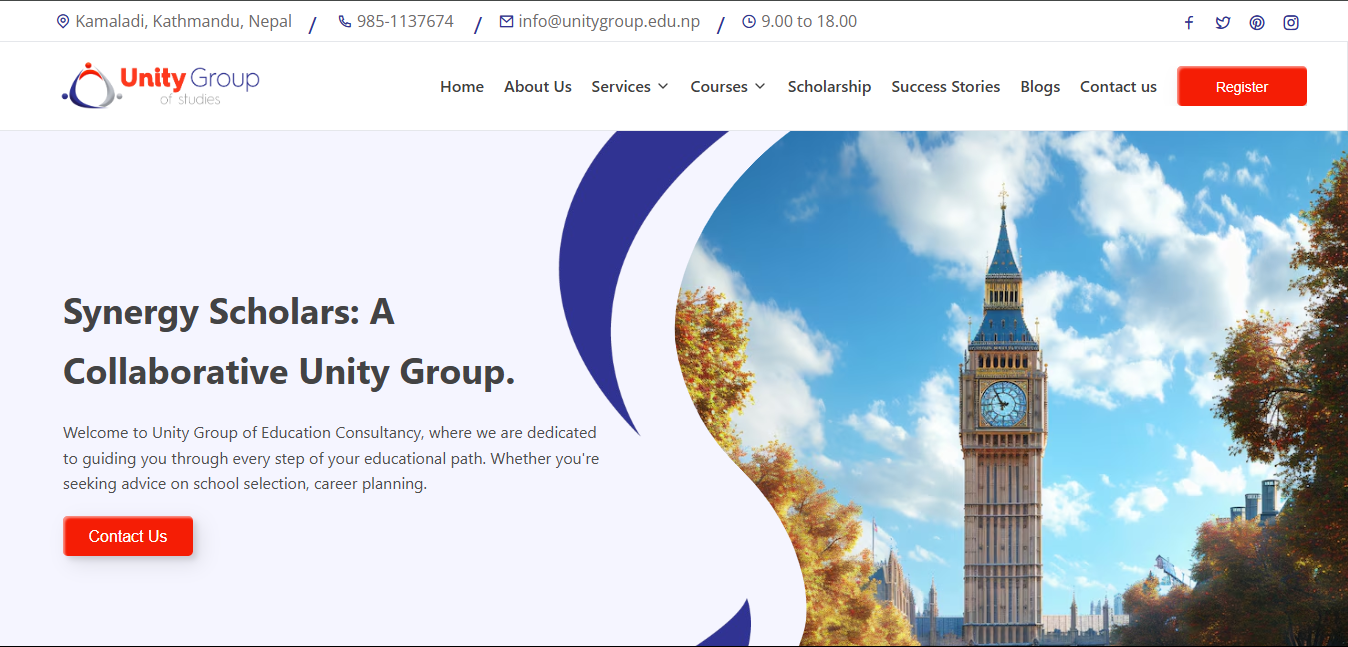 Kamaladi, Kathmandu, Nepal / 985-1137674 / info@unitygroup.edu.np / 9.00 to 18.00
Unity Group
of studies
Home About Us Services Courses Scholarship Success Stories Blogs Contact us Register
Synergy Scholars: A
Collaborative Unity Group.
Welcome to Unity Group of Education Consultancy, where we are dedicated
to guiding you through every step of your educational path. Whether you're
seeking advice on school selection, career planning.
Contact Us